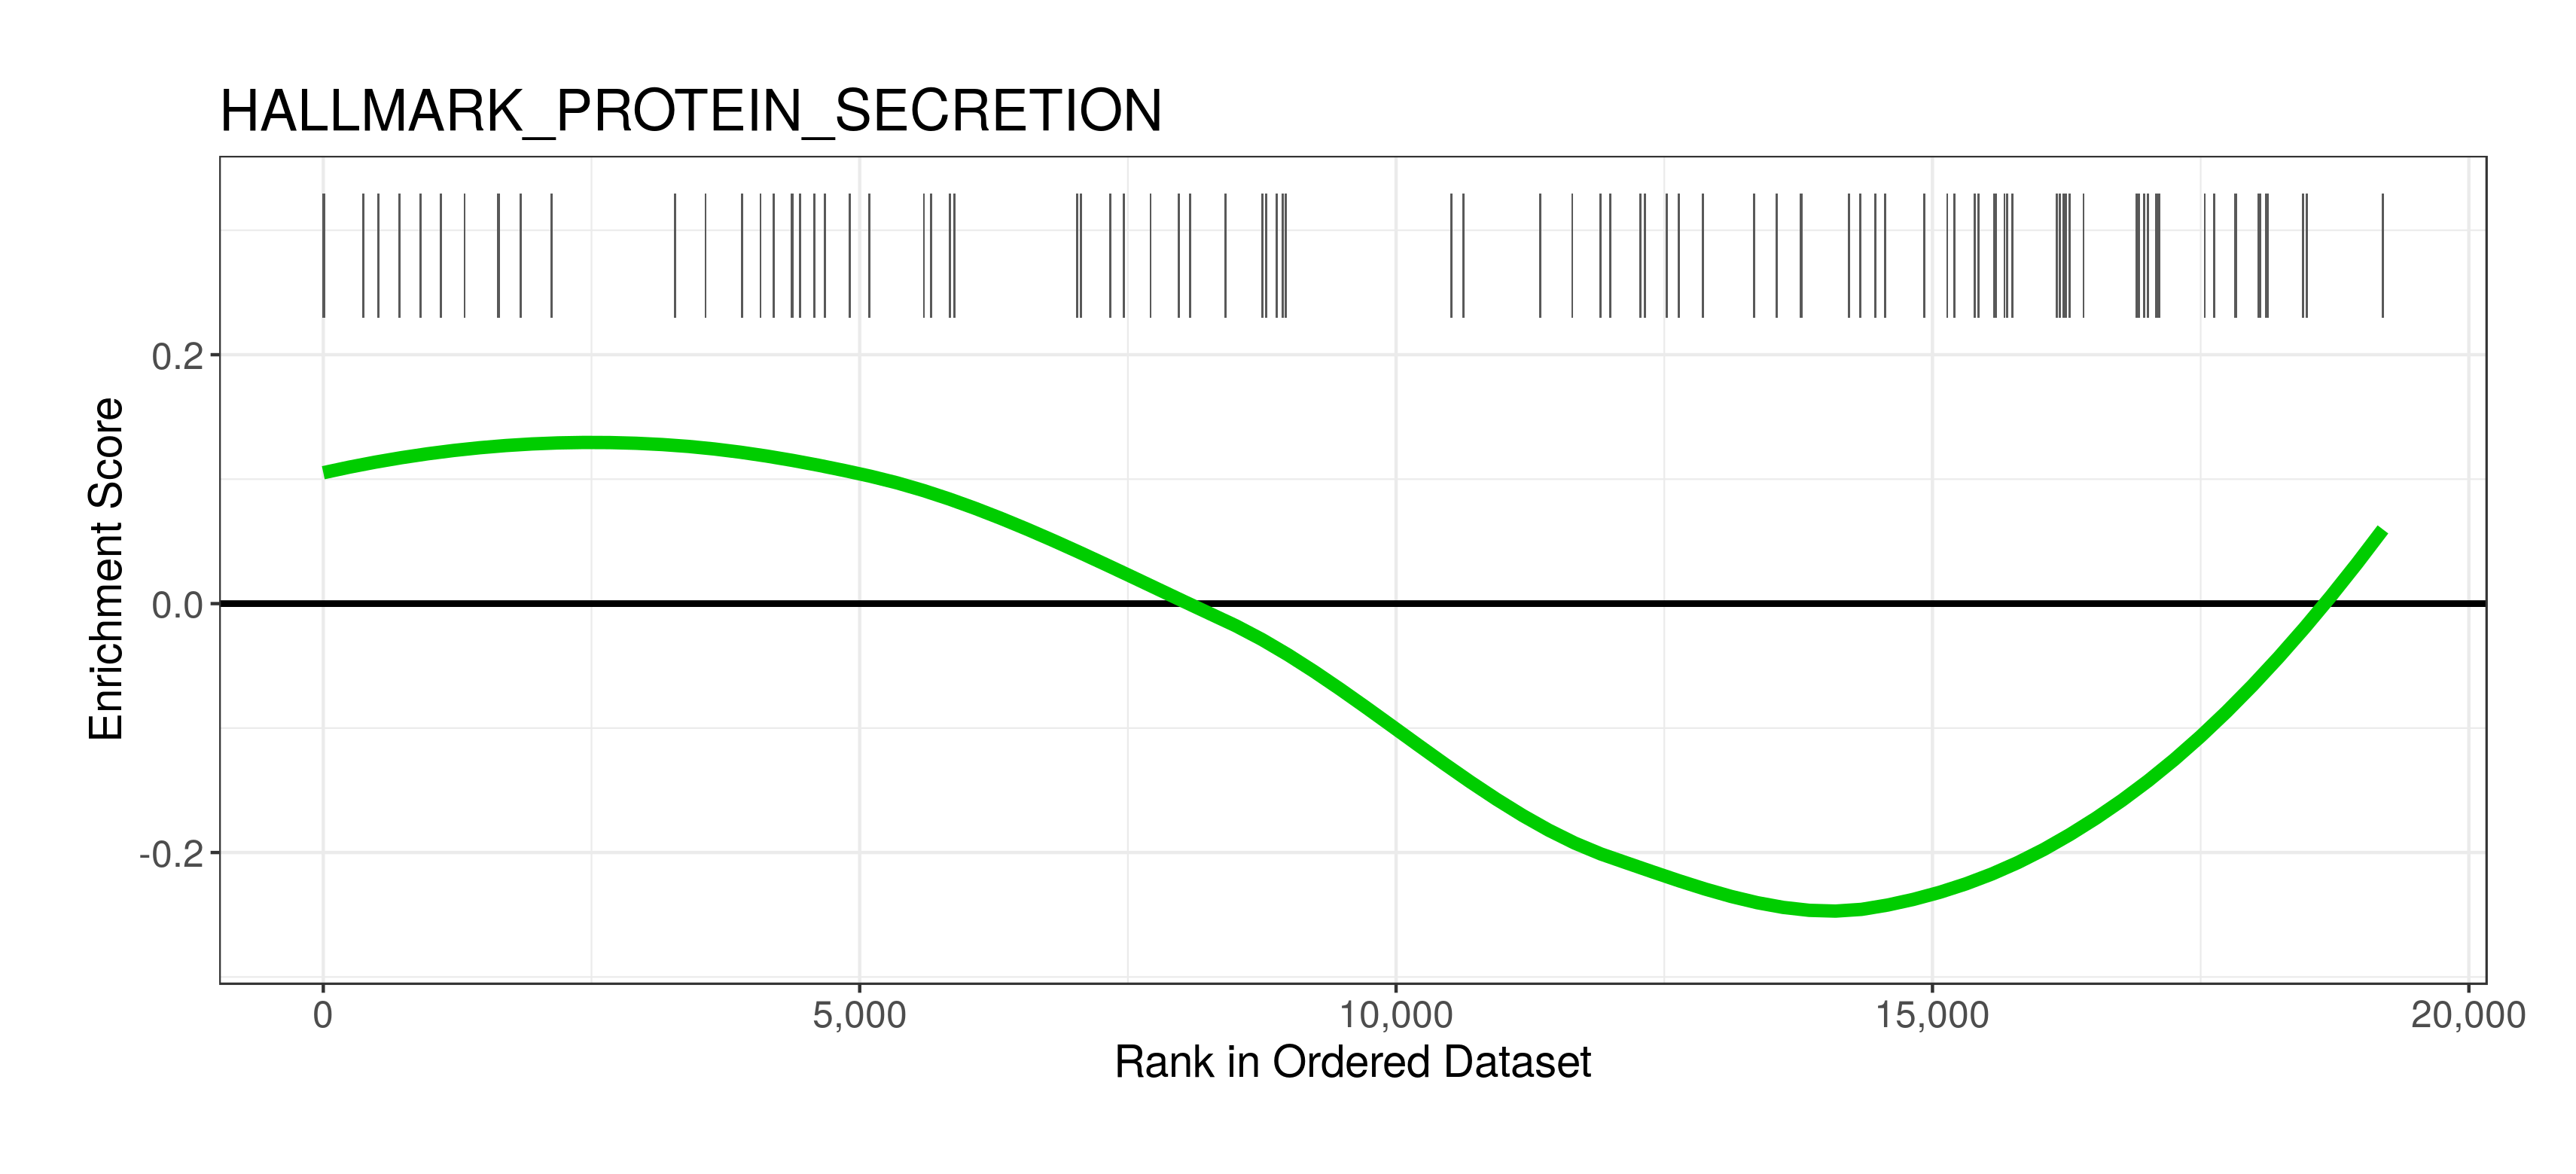 HALLMARK_PROTEIN_SECRETION
0.2
0.0
-0.2
Enrichment Score
0
5,000
10,000
15,000
20,000
Rank in Ordered Dataset